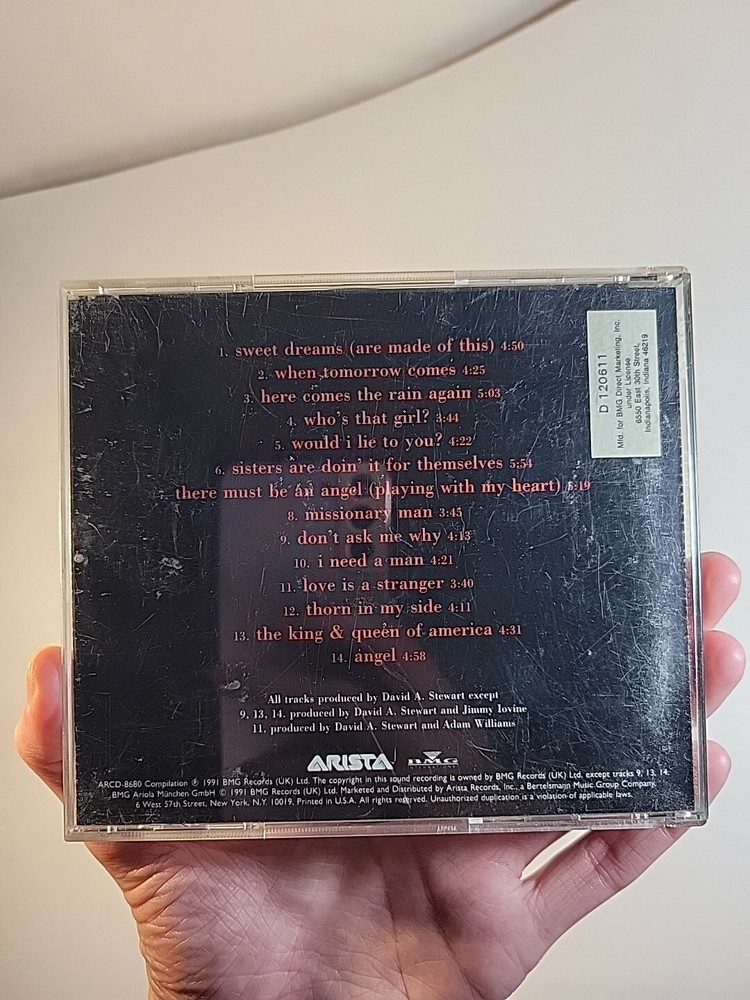 1. sweet dreams (are made of this) 4:50
2. when tomorrow comes 4:25
3. here comes the rain again 5:03
4. who's that girl? 3:44
5. would i lie to you? 4:22
6. sisters are doin' it for themselves 5:54
there must be an angel (playing with my heart) 5:19
8. missionary man 3:45
9. don't ask me why 4:13
10. i need a man 4:21
11. love is a stranger 3:40
12. thorn in my side 4:11
13. the king & queen of america 4:31
14. angel 4:58
All tracks produced by David A. Stewart except
9, 13, 14. produced by David A. Stewart and Jimmy Iovine
11. produced by David A. Stewart and Adam Williams
ARISTA BMG
ARCD-8680 Compilation ℗ 1991 BMG Records (UK) Ltd. The copyright in this sound recording is owned by BMG Records (UK) Ltd. except tracks 9, 13, 14.
BMG Ariola München GmbH © 1991 BMG Records (UK) Ltd. Marketed and Distributed by Arista Records, Inc., a Bertelsmann Music Group Company,
6 West 57th Street, New York, N.Y. 10019. Printed in U.S.A. All rights reserved. Unauthorized duplication is a violation of applicable laws.
D 120611
Mfd. for BMG Direct Marketing, Inc.
under License
6550 East 30th Street,
Indianapolis, Indiana 46219